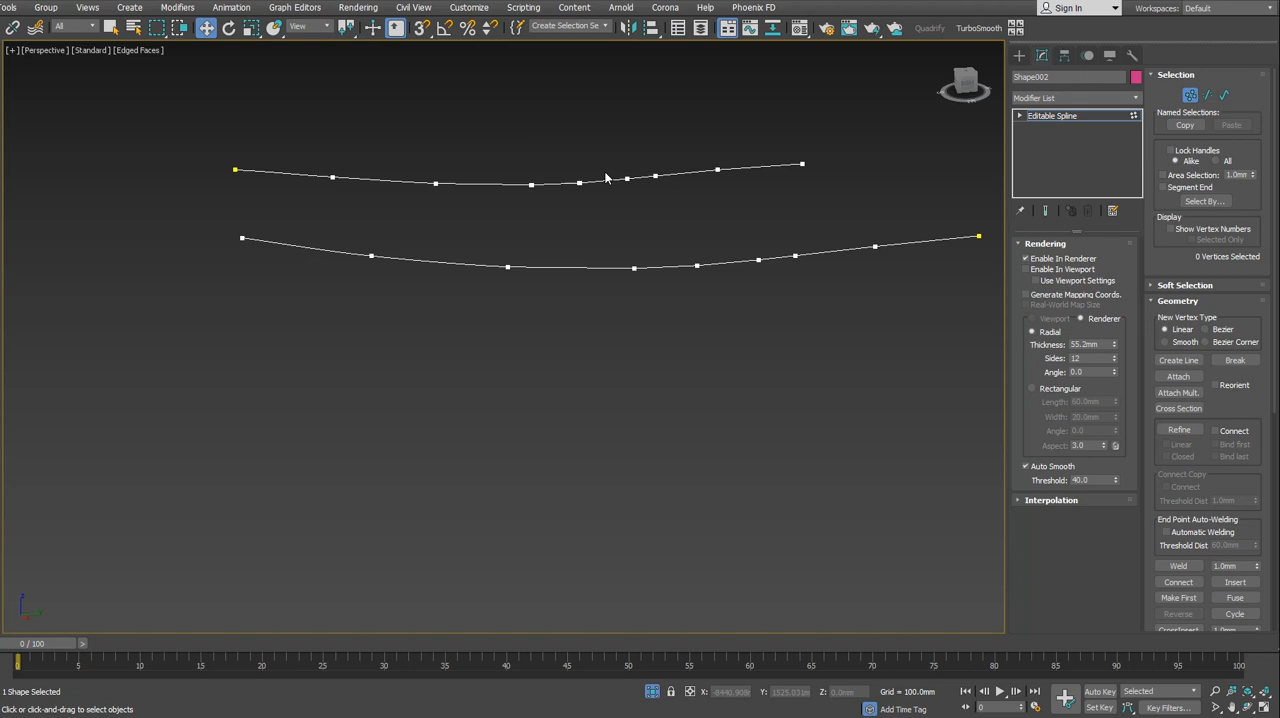 Tools Group Views Create Modifiers Animation Graph Editors Rendering Civil View Customize Scripting Content Arnold Corona Help Phoenix FD Sign In Workspaces: Default
All View Create Selection Se Quadrify TurboSmooth
[+] [Perspective] [Standard] [Edged Faces]
Shape002
Modifier List
Editable Spline
Rendering
Enable In Renderer
Enable In Viewport
Use Viewport Settings
Generate Mapping Coords.
Real-World Map Size
Viewport Renderer
Radial
Thickness: 55.2mm
Sides: 12
Angle: 0.0
Rectangular
Length: 60.0mm
Width: 20.0mm
Angle: 0.0
Aspect: 3.0
Auto Smooth
Threshold: 40.0
Interpolation
Selection
Named Selections:
Copy Paste
Lock Handles
Alike All
Area Selection: 1.0mm
Segment End
Select By...
Display
Show Vertex Numbers
Selected Only
0 Vertices Selected
Soft Selection
Geometry
New Vertex Type
Linear Bezier
Smooth Bezier Corner
Create Line Break
Attach Reorient
Attach Mult.
Cross Section
Refine Connect
Linear Bind first
Closed Bind last
Connect Copy
Connect
Threshold Dist 1.0mm
End Point Auto-Welding
Automatic Welding
Threshold Dist 60.0mm
Weld 1.0mm
Connect Insert
Make First Fuse
Reverse Cycle
CrossInsert 1.0mm
z
0 / 100 >
0 5 10 15 20 25 30 35 40 45 50 55 60 65 70 75 80 85 90 95 100
1 Shape Selected X: -8440.908 Y: 1525.031m Z: 0.0mm Grid = 100.0mm Auto Key Selected
Click or click-and-drag to select objects Add Time Tag 0 Set Key Key Filters...